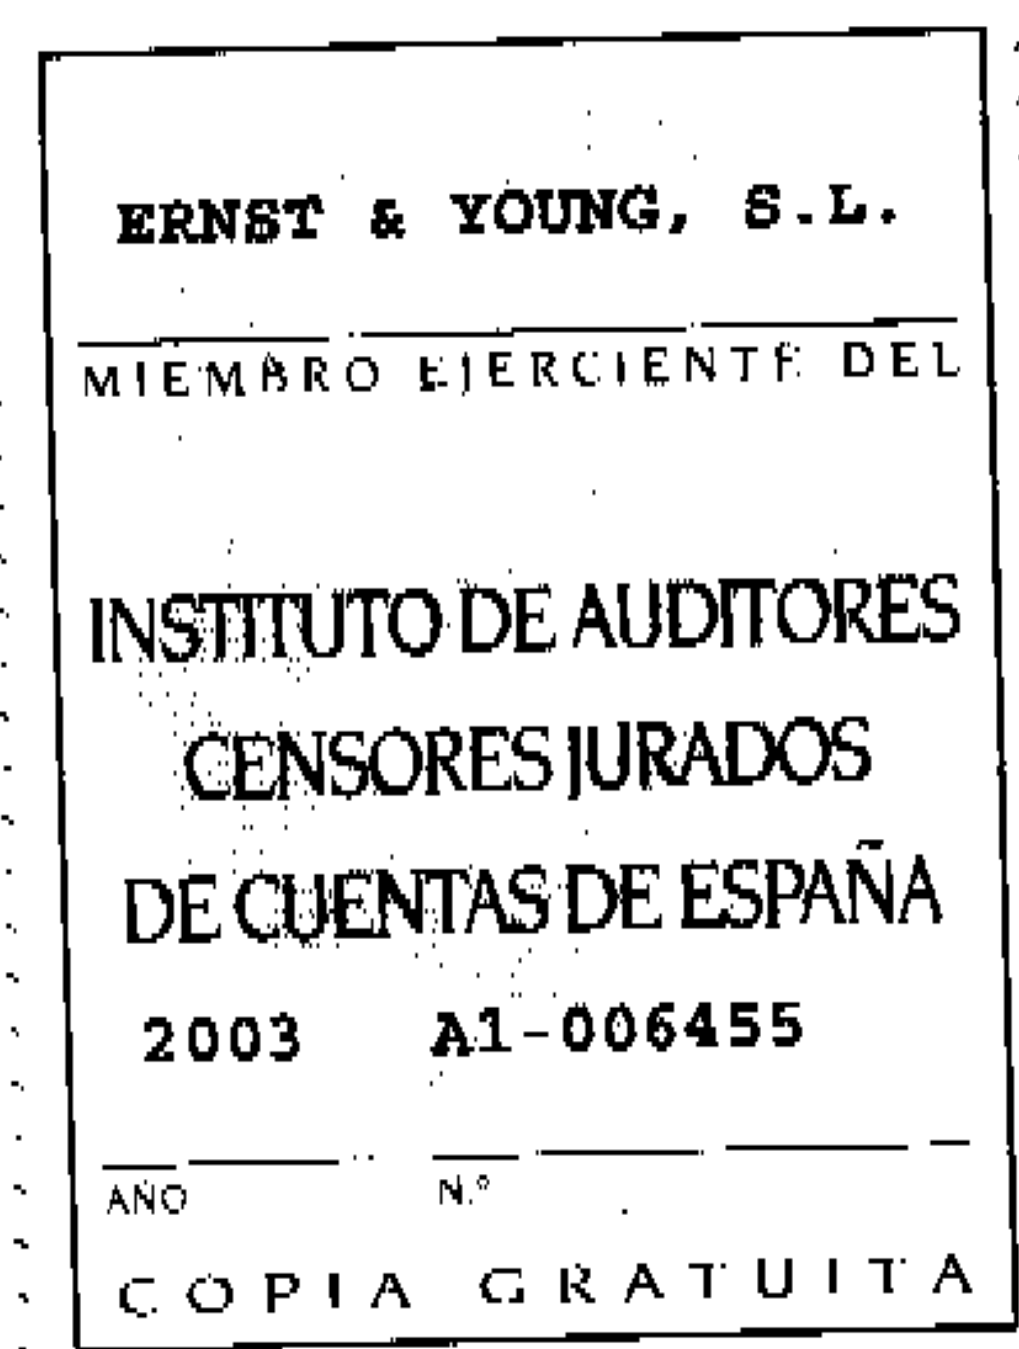 ERNST & YOUNG, S.L.
MIEMBRO EJERCIENTE DEL
INSTITUTO DE AUDITORES
CENSORES JURADOS
DE CUENTAS DE ESPAÑA
2003 A1-006455
AÑO N.º
COPIA GRATUITA